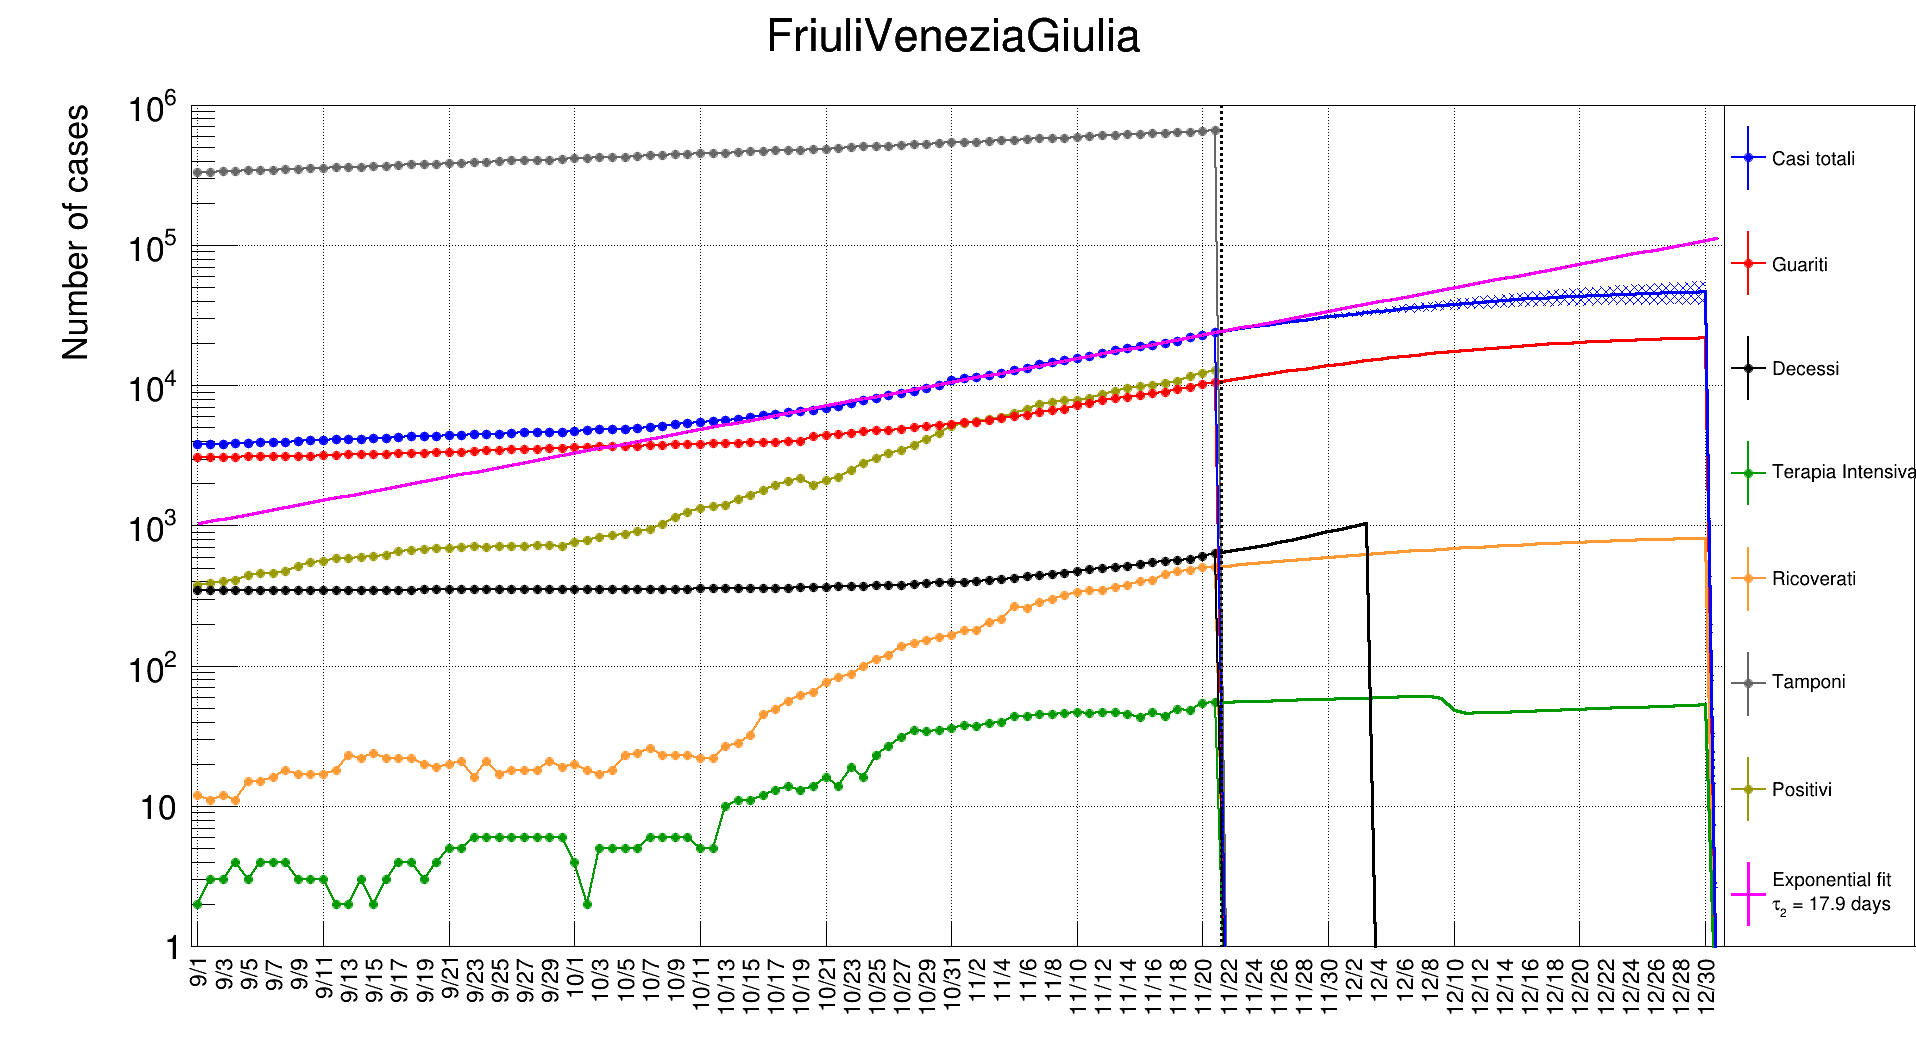 FriuliVeneziaGiulia
Number of cases
10^6
10^5
10^4
10^3
10^2
10
1
9/1 9/3 9/5 9/7 9/9 9/11 9/13 9/15 9/17 9/19 9/21 9/23 9/25 9/27 9/29 10/1 10/3 10/5 10/7 10/9 10/11 10/13 10/15 10/17 10/19 10/21 10/23 10/25 10/27 10/29 10/31 11/2 11/4 11/6 11/8 11/10 11/12 11/14 11/16 11/18 11/20 11/22 11/24 11/26 11/28 11/30 12/2 12/4 12/6 12/8 12/10 12/12 12/14 12/16 12/18 12/20 12/22 12/24 12/26 12/28 12/30
Casi totali
Guariti
Decessi
Terapia Intensiva
Ricoverati
Tamponi
Positivi
Exponential fit
τ_2 = 17.9 days